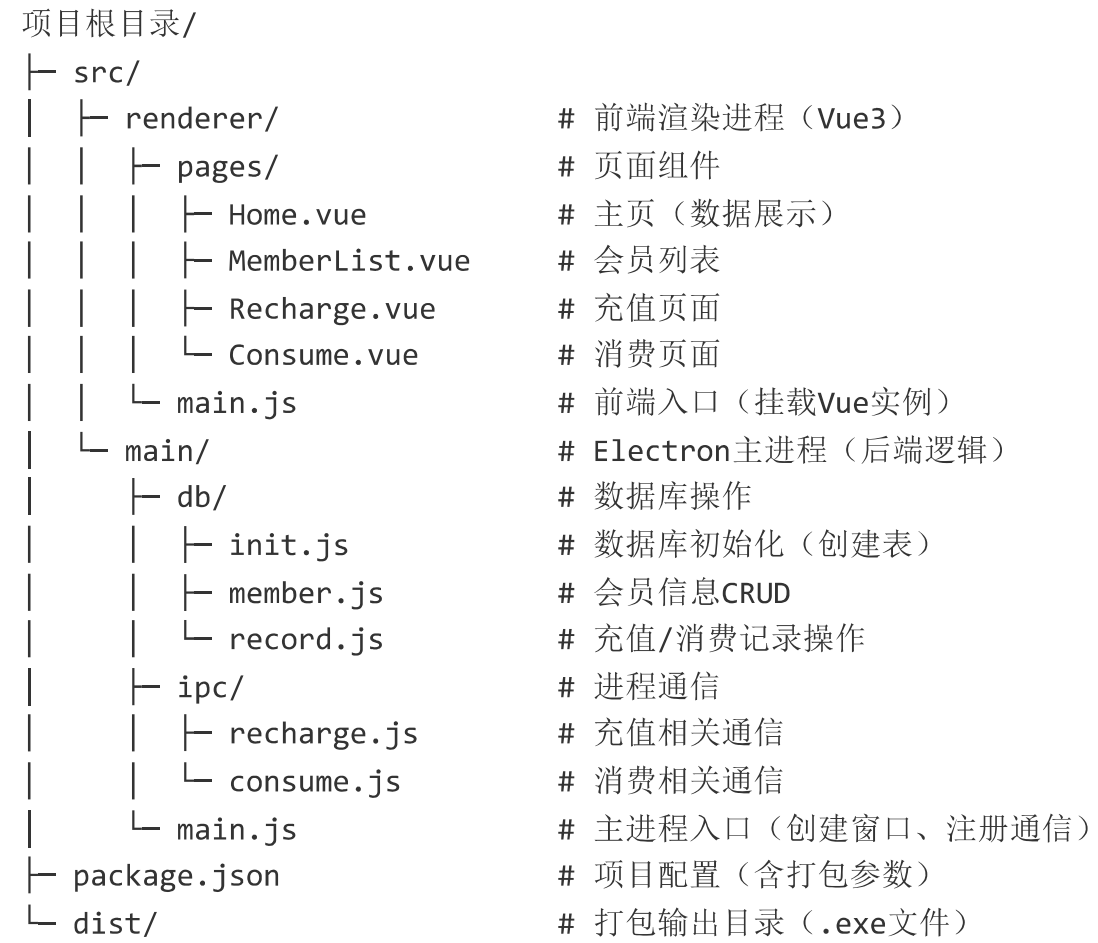 项目根目录/
├─ src/
│  ├─ renderer/                # 前端渲染进程（Vue3）
│  │  ├─ pages/                # 页面组件
│  │  │  ├─ Home.vue           # 主页（数据展示）
│  │  │  ├─ MemberList.vue     # 会员列表
│  │  │  ├─ Recharge.vue       # 充值页面
│  │  │  └─ Consume.vue        # 消费页面
│  │  └─ main.js               # 前端入口（挂载Vue实例）
│  └─ main/                    # Electron主进程（后端逻辑）
│     ├─ db/                   # 数据库操作
│     │  ├─ init.js            # 数据库初始化（创建表）
│     │  ├─ member.js          # 会员信息CRUD
│     │  └─ record.js          # 充值/消费记录操作
│     ├─ ipc/                  # 进程通信
│     │  ├─ recharge.js        # 充值相关通信
│     │  └─ consume.js         # 消费相关通信
│     └─ main.js               # 主进程入口（创建窗口、注册通信）
├─ package.json                # 项目配置（含打包参数）
└─ dist/                       # 打包输出目录（.exe文件）